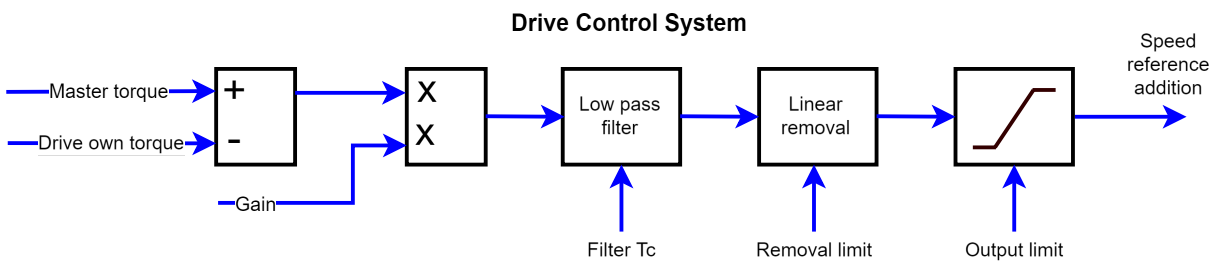 Drive Control System
Master torque
Drive own torque
+
-
Gain
X
X
Low pass
filter
Filter Tc
Linear
removal
Removal limit
Output limit
Speed
reference
addition